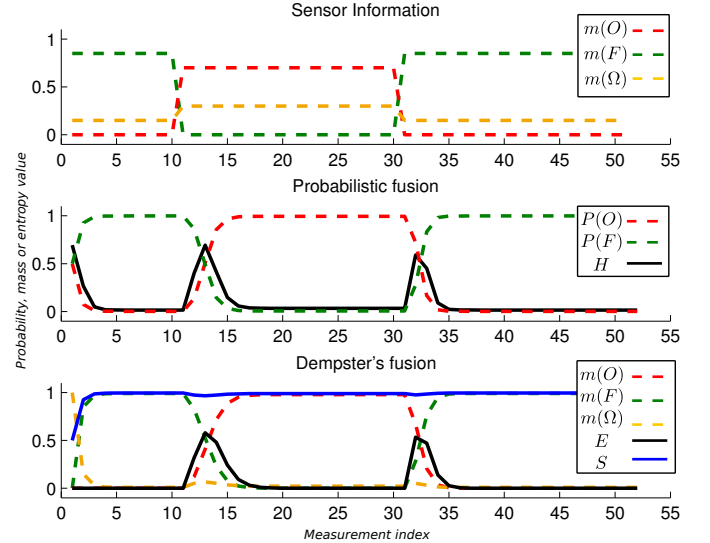 Sensor Information
1
0.5
0
0 5 10 15 20 25 30 35 40 45 50 55
m(O)
m(F)
m(Ω)
Probabilistic fusion
1
0.5
0
0 5 10 15 20 25 30 35 40 45 50 55
P(O)
P(F)
H
Probability, mass or entropy value
Dempster's fusion
1
0.5
0
0 5 10 15 20 25 30 35 40 45 50 55
m(O)
m(F)
m(Ω)
E
S
Measurement index